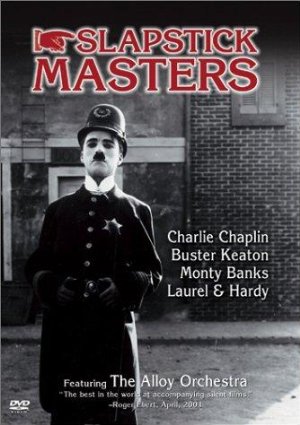 SLAPSTICK
MASTERS
Charlie Chaplin
Buster Keaton
Monty Banks
Laurel & Hardy
Featuring The Alloy Orchestra
"The best in the world at accompanying silent films."
–Roger Ebert, April, 2001
DVD
VIDEO